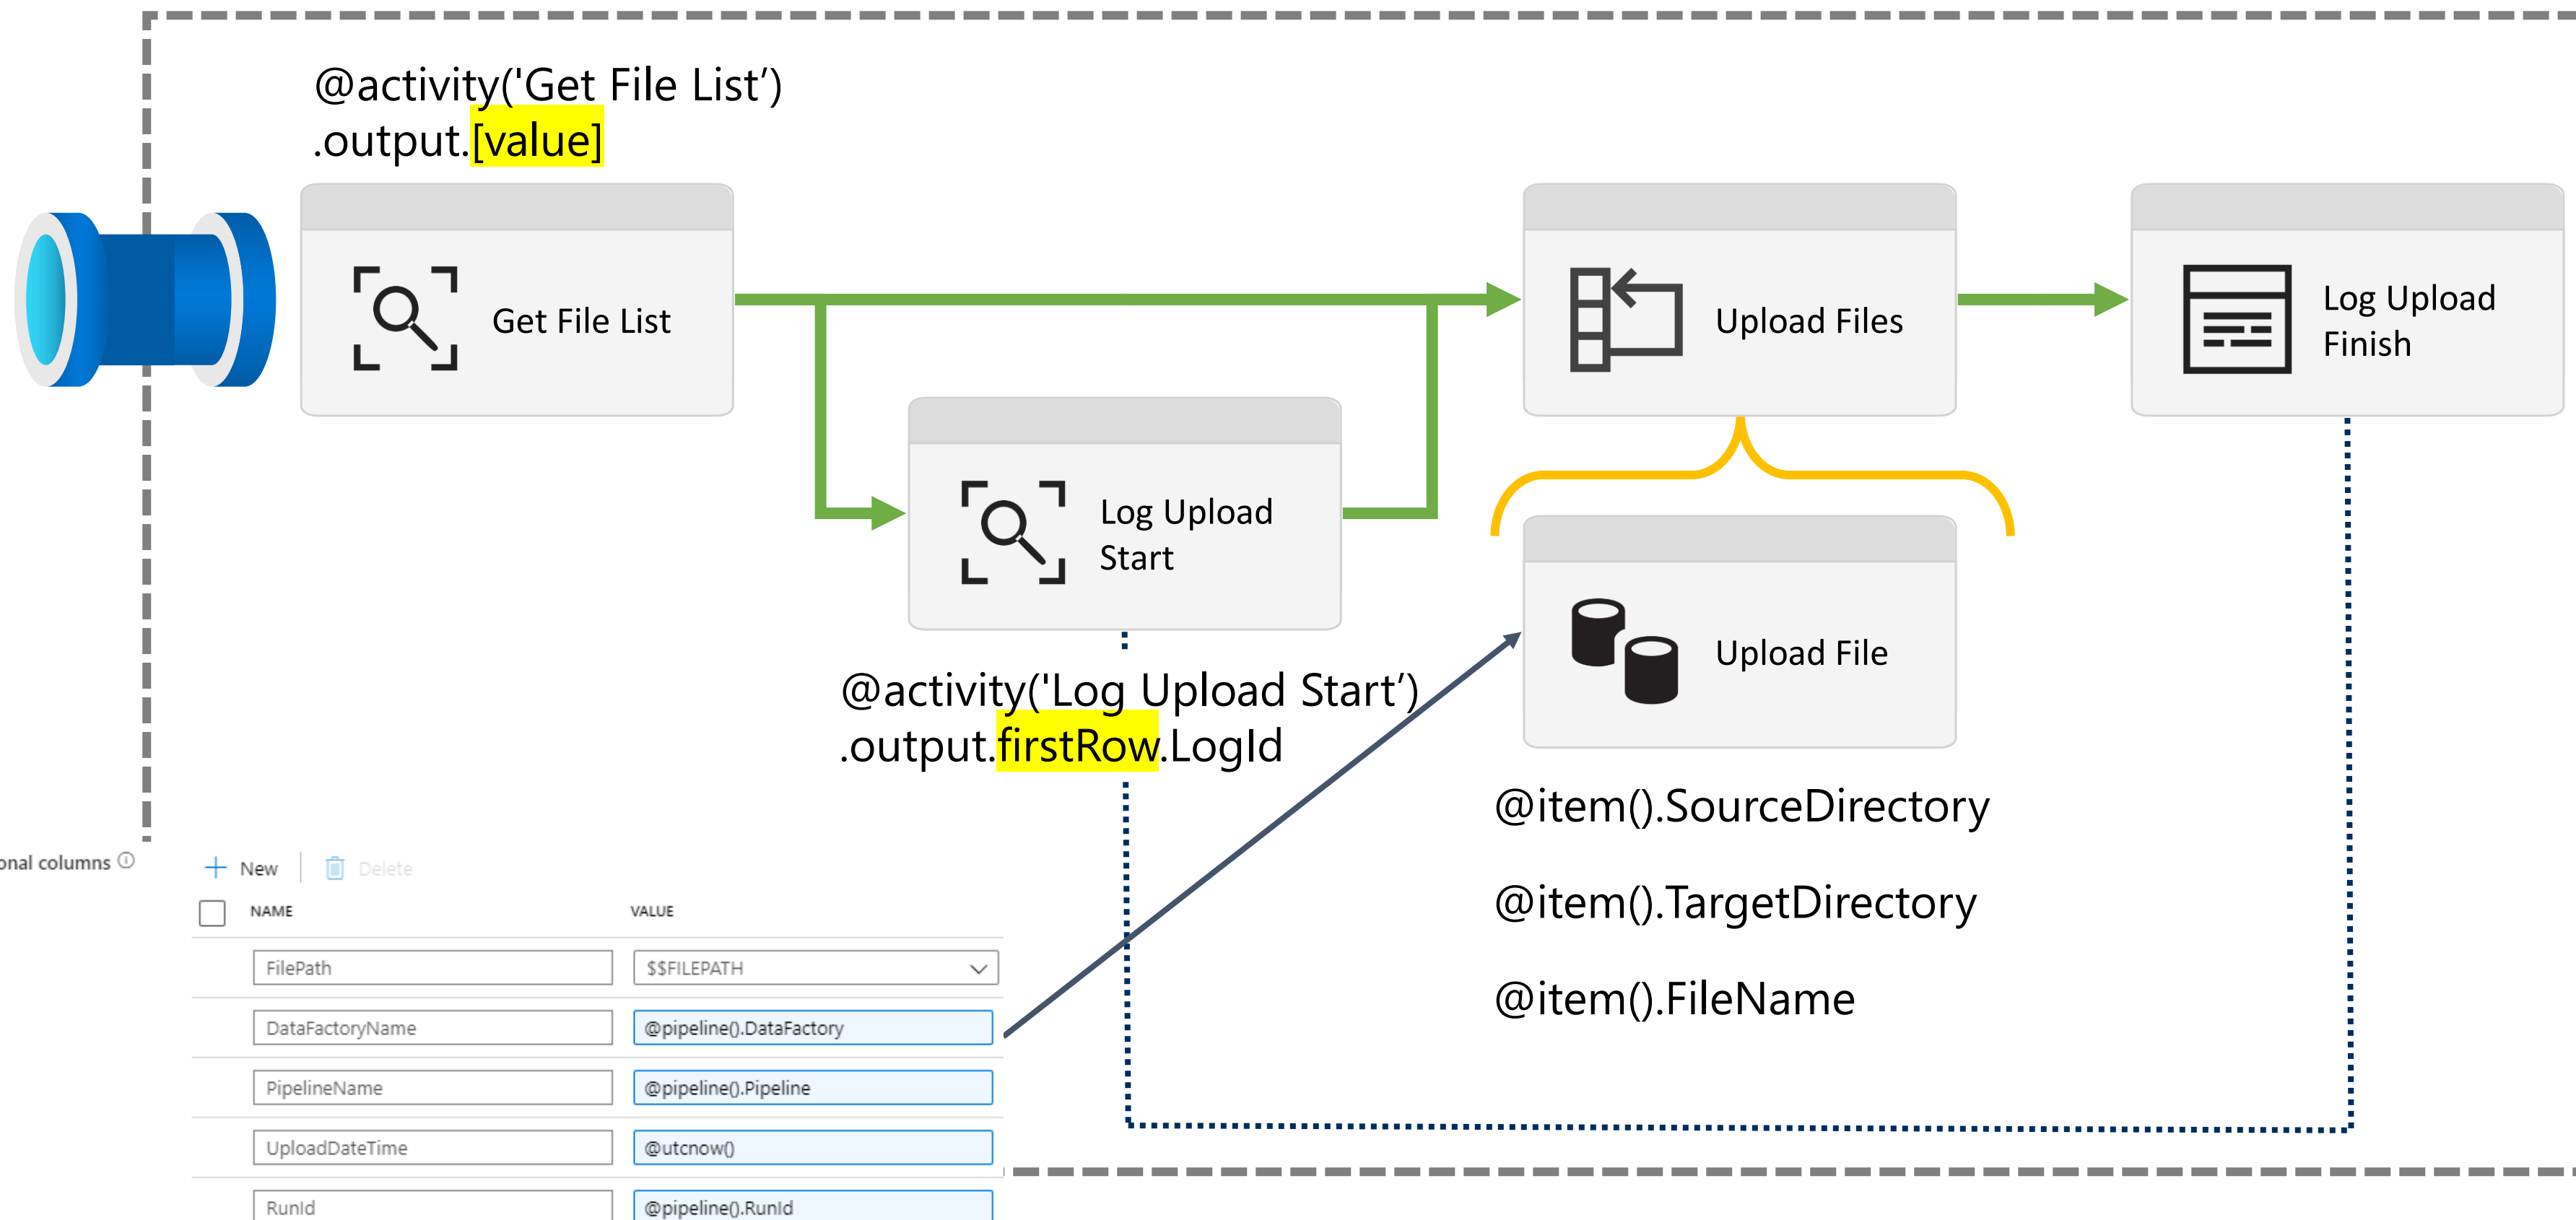 @activity('Get File List’)
.output.[value]
Get File List
Upload Files
Log Upload
Finish
Log Upload
Start
Upload File
@activity('Log Upload Start’)
.output.firstRow.LogId
@item().SourceDirectory
@item().TargetDirectory
@item().FileName
onal columns
New
Delete
NAME VALUE
FilePath $$FILEPATH
DataFactoryName @pipeline().DataFactory
PipelineName @pipeline().Pipeline
UploadDateTime @utcnow()
RunId @pipeline().RunId